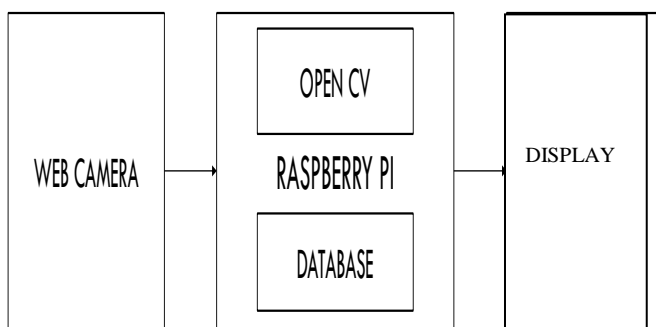 WEB CAMERA
OPEN CV
RASPBERRY PI
DATABASE
DISPLAY